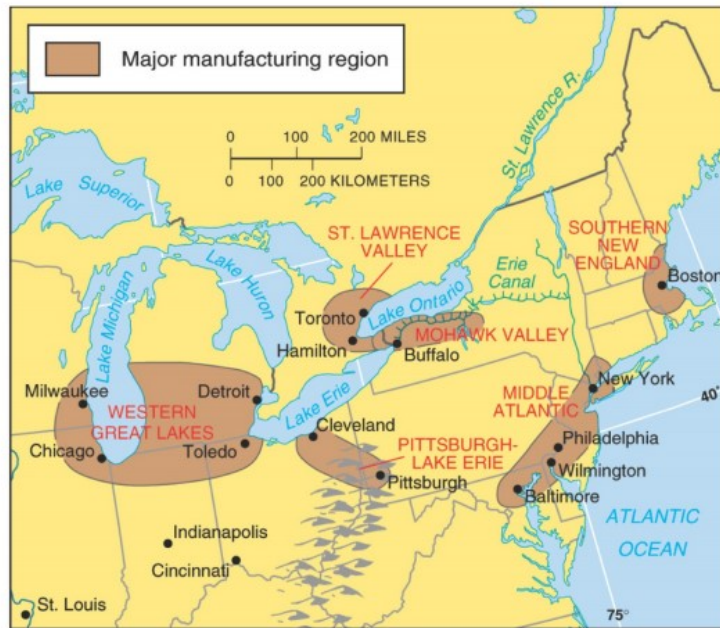 Major manufacturing region
0 100 200 MILES
0 100 200 KILOMETERS
St. Lawrence R.
Lake Superior
ST. LAWRENCE
VALLEY
SOUTHERN
NEW
ENGLAND
Lake Huron
Erie
Canal
Boston
Lake Michigan
Toronto
Lake Ontario
Hamilton
MOHAWK VALLEY
Buffalo
Milwaukee
Detroit
Lake Erie
New York
WESTERN
GREAT LAKES
MIDDLE
ATLANTIC
40°
Cleveland
Chicago
Toledo
PITTSBURGH-
LAKE ERIE
Philadelphia
Pittsburgh
Wilmington
Baltimore
ATLANTIC
OCEAN
Indianapolis
Cincinnati
St. Louis
75°